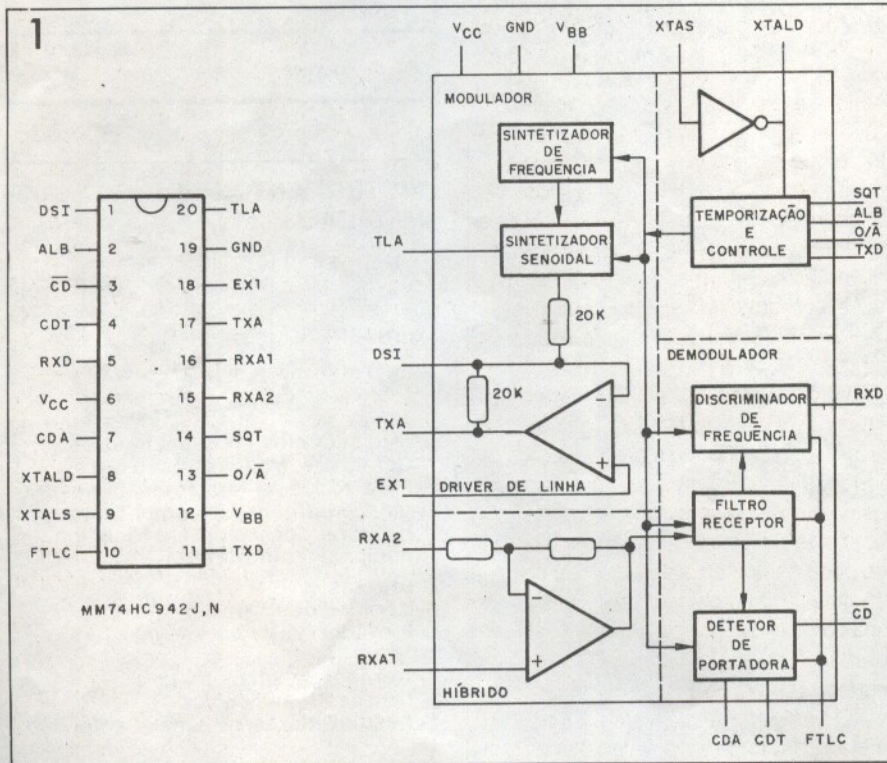 1
DSI 1 20 TLA
ALB 2 19 GND
C̅D̅ 3 18 EX1
CDT 4 17 TXA
RXD 5 16 RXA1
VCC 6 15 RXA2
CDA 7 14 SQT
XTALD 8 13 O/A̅
XTALS 9 12 VBB
FTLC 10 11 TXD
MM74HC942J,N
VCC GND VBB XTAS XTALD
MODULADOR
SINTETIZADOR
DE
FREQUÊNCIA
SQT
ALB
O/A̅
TXD
TEMPORIZAÇÃO
E
CONTROLE
TLA
SINTETIZADOR
SENOIDAL
20K
DSI
20K
TXA
EX1
DRIVER DE LINHA
DEMODULADOR
DISCRIMINADOR
DE
FREQUÊNCIA
RXD
FILTRO
RECEPTOR
RXA2
RXA1
HÍBRIDO
DETETOR
DE
PORTADORA
C̅D̅
CDA CDT FTLC